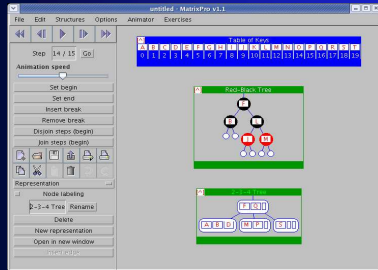 untitled - MatrixPro v1.1
File Edit Structures Options Animator Exercises
Step 14 / 15 Go
Animation speed
Set begin
Set end
Insert break
Remove break
Disjoin steps (begin)
Join steps (begin)
Representation
Node labeling
2-3-4 Tree Rename
Delete
New representation
Open in new window
Insert edge
Table of Keys
A B C D E F G H I J K L M N O P Q R S T
0 1 2 3 4 5 6 7 8 9 10 11 12 13 14 15 16 17 18 19
Red-Black Tree
F
B L
I M
2-3-4 Tree
F Q
A B D M P S